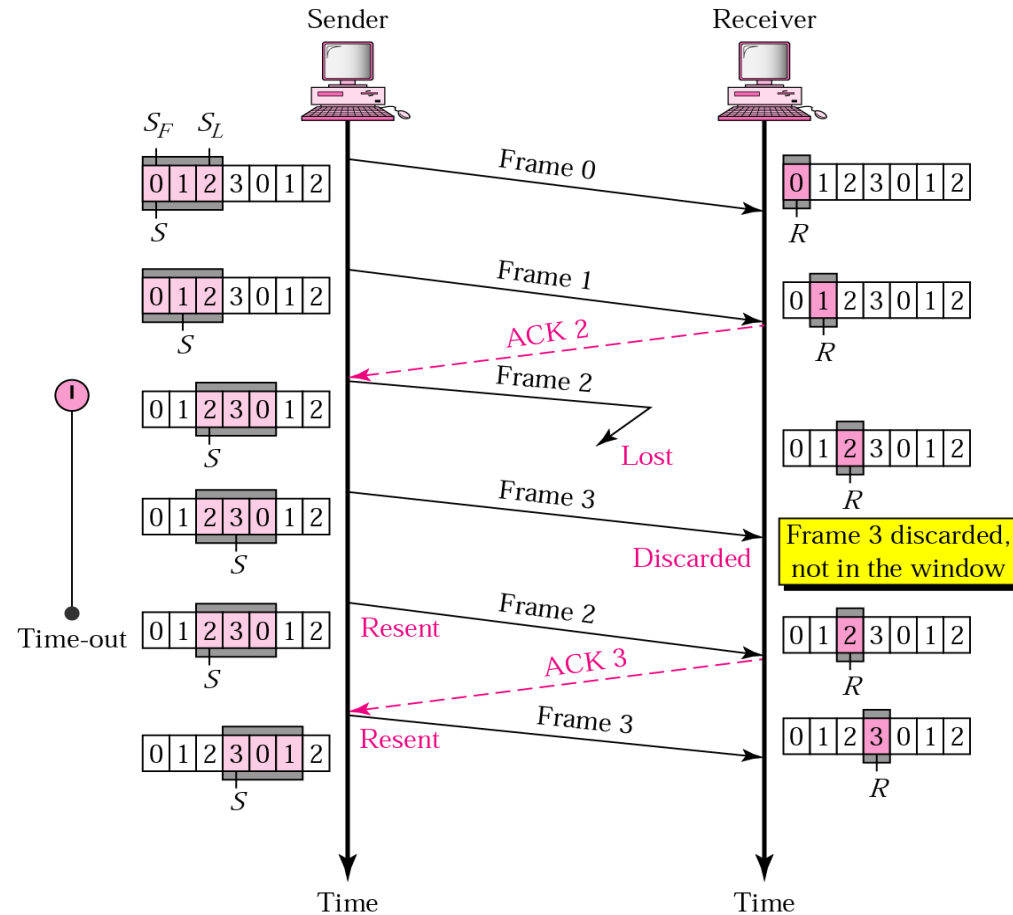 Sender Receiver
S_F S_L
Frame 0
0 1 2 3 0 1 2
0 1 2 3 0 1 2
S
R
Frame 1
0 1 2 3 0 1 2
0 1 2 3 0 1 2
S
R
ACK 2
Frame 2
0 1 2 3 0 1 2
S
Lost
0 1 2 3 0 1 2
R
Frame 3
0 1 2 3 0 1 2
S
Discarded
Frame 3 discarded,
not in the window
Time-out
Frame 2
0 1 2 3 0 1 2
Resent
0 1 2 3 0 1 2
S
R
ACK 3
Frame 3
0 1 2 3 0 1 2
Resent
0 1 2 3 0 1 2
S
R
Time Time